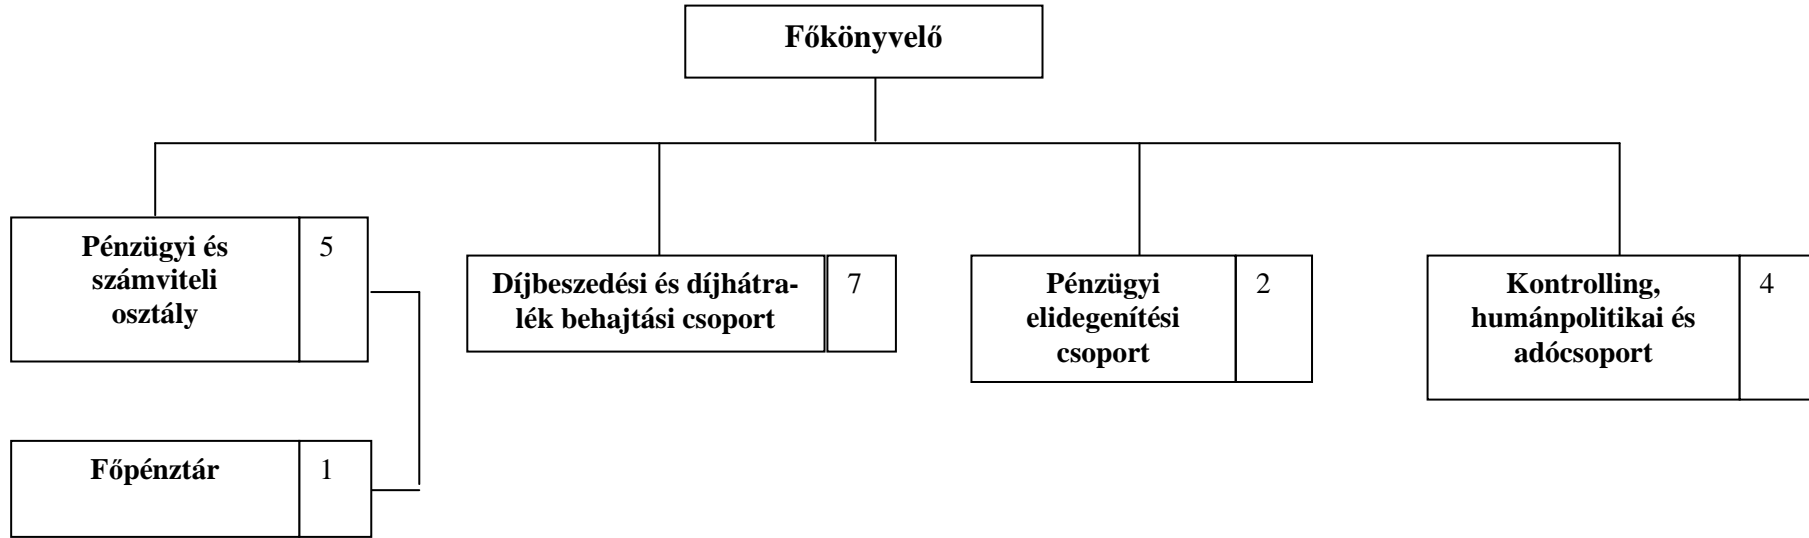 Főkönyvelő
Pénzügyi és
számviteli
osztály
5
Díjbeszedési és díjhátra-
lék behajtási csoport
7
Pénzügyi
elidegenítési
csoport
2
Kontrolling,
humánpolitikai és
adócsoport
4
Főpénztár
1